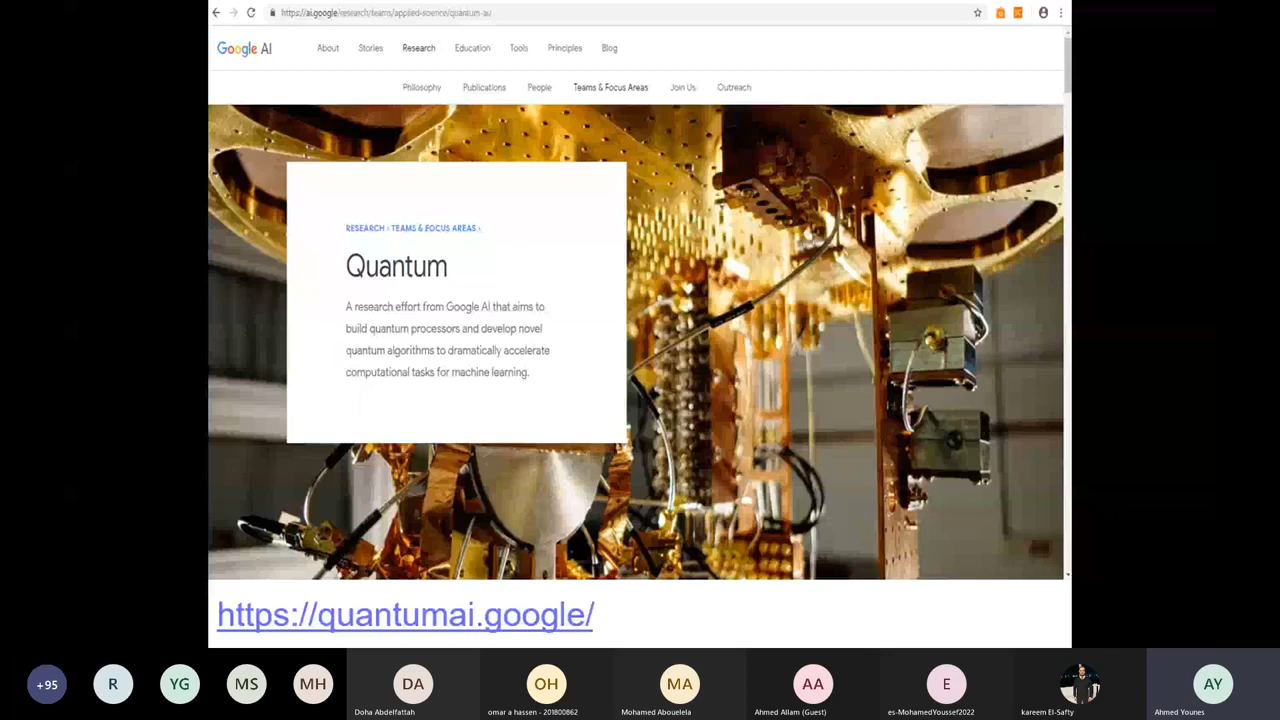 https://ai.google/research/teams/applied-science/quantum-ai/
Google AI
About Stories Research Education Tools Principles Blog
Philosophy Publications People Teams & Focus Areas Join Us Outreach
RESEARCH › TEAMS & FOCUS AREAS ›
Quantum
A research effort from Google AI that aims to
build quantum processors and develop novel
quantum algorithms to dramatically accelerate
computational tasks for machine learning.
https://quantumai.google/
+95 R YG MS MH DA OH MA AA E AY
Doha Abdelfattah omar a hassen - 201800862 Mohamed Abouelela Ahmed Allam (Guest) es-MohamedYoussef2022 kareem El-Safty Ahmed Younes